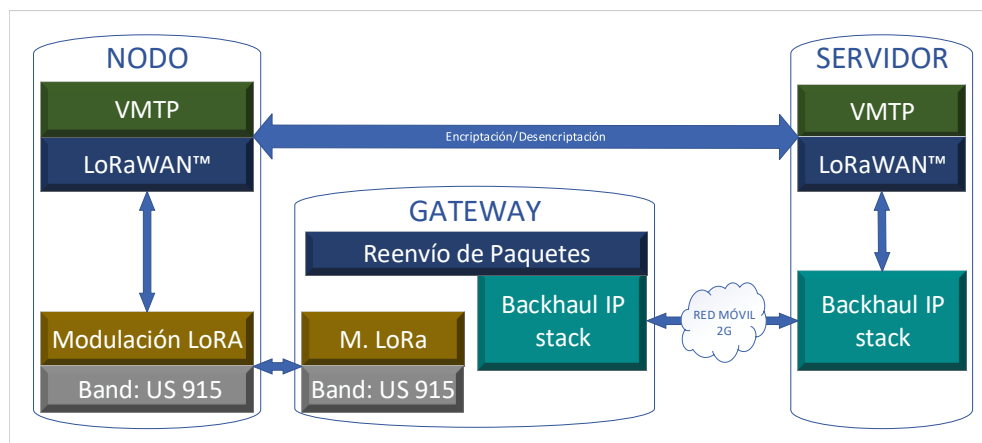 NODO
VMTP
LoRaWAN™
Modulación LoRA
Band: US 915
Encriptación/Desencriptación
GATEWAY
Reenvío de Paquetes
Backhaul IP
stack
M. LoRa
Band: US 915
RED MÓVIL
2G
SERVIDOR
VMTP
LoRaWAN™
Backhaul IP
stack